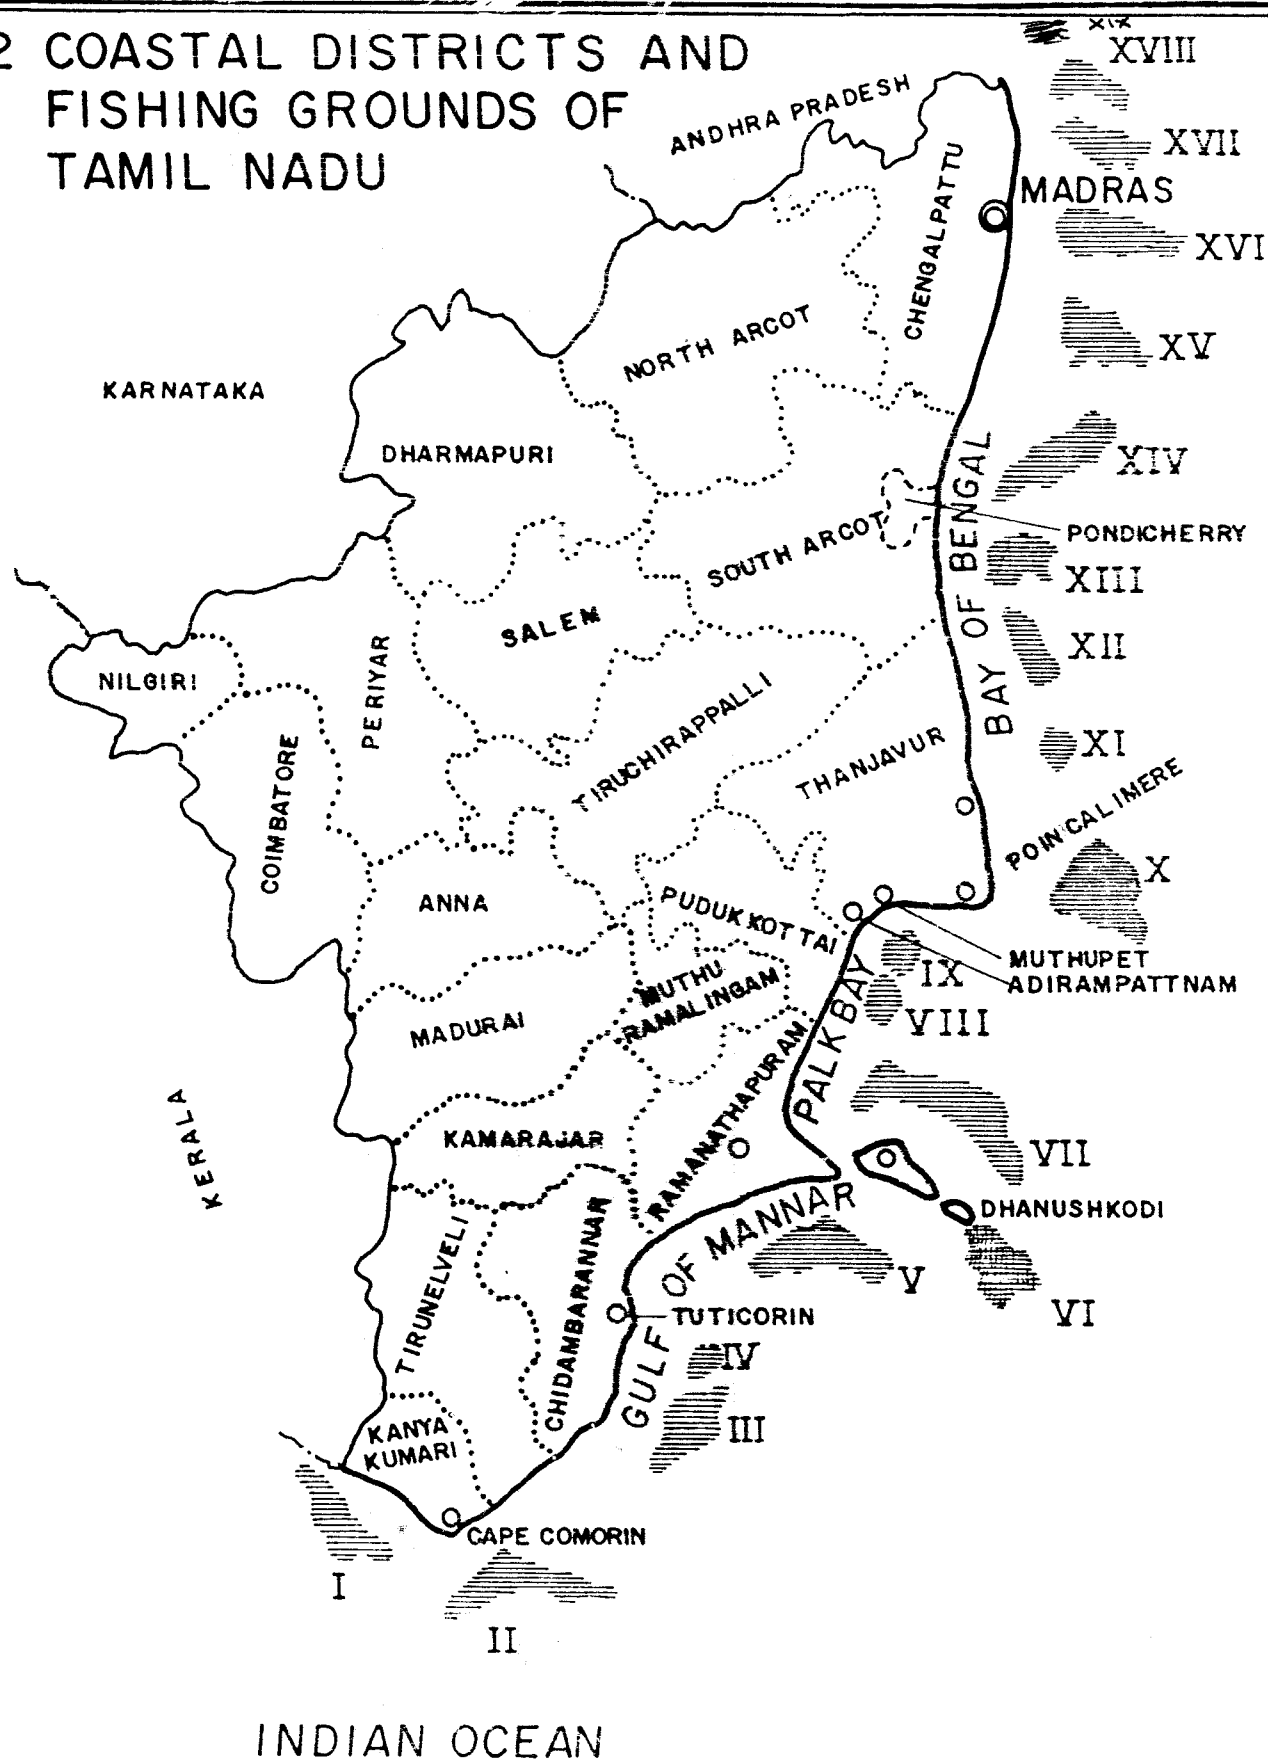 2 COASTAL DISTRICTS AND
FISHING GROUNDS OF
TAMIL NADU
XIX
XVIII
ANDHRA PRADESH
XVII
CHENGALPATTU
MADRAS
XVI
NORTH ARCOT
XV
KARNATAKA
DHARMAPURI
XIV
BAY OF BENGAL
SOUTH ARCOT
PONDICHERRY
XIII
SALEM
XII
NILGIRI
PERIYAR
TIRUCHIRAPPALLI
THANJAVUR
XI
COIMBATORE
POINCALIMERE
X
ANNA
PUDUKKOTTAI
MUTHUPET
ADIRAMPATTNAM
IX
VIII
MUTHU
RAMALINGAM
MADURAI
PALK BAY
RAMANATHAPURAM
KERALA
KAMARAJAR
VII
DHANUSHKODI
GULF OF MANNAR
V
VI
TIRUNELVELI
CHIDAMBARANNAR
TUTICORIN
IV
III
KANYA
KUMARI
CAPE COMORIN
I
II
INDIAN OCEAN